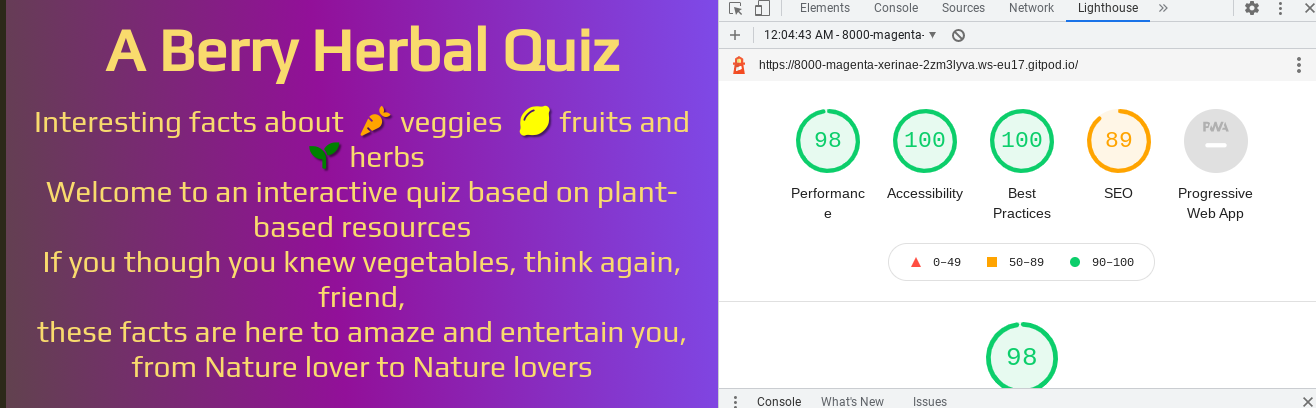 A Berry Herbal Quiz
Interesting facts about veggies fruits and
herbs
Welcome to an interactive quiz based on plant-
based resources
If you though you knew vegetables, think again,
friend,
these facts are here to amaze and entertain you,
from Nature lover to Nature lovers
Elements Console Sources Network Lighthouse
12:04:43 AM - 8000-magenta-
https://8000-magenta-xerinae-2zm3lyva.ws-eu17.gitpod.io/
98 100 100 89 PWA
Performanc Accessibility Best SEO Progressive
e Practices Web App
0–49 50–89 90–100
98
Console What's New Issues